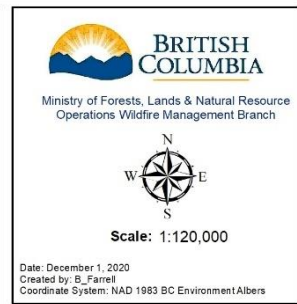 BRITISH
COLUMBIA
Ministry of Forests, Lands & Natural Resource
Operations Wildfire Management Branch
N
W E
S
Scale: 1:120,000
Date: December 1, 2020
Created by: B_Farrell
Coordinate System: NAD 1983 BC Environment Albers